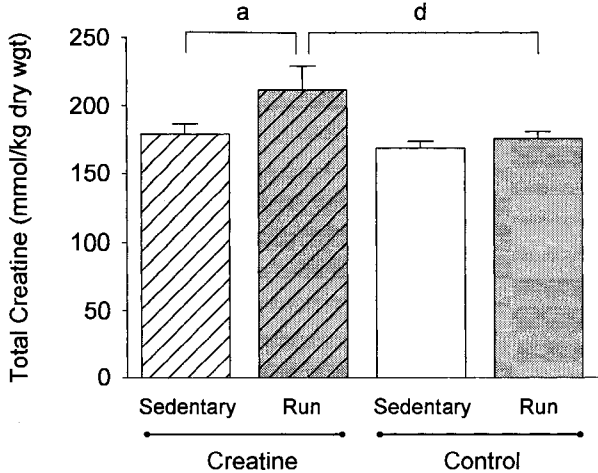 a d
250
200
150
100
50
0
Total Creatine (mmol/kg dry wgt)
Sedentary Run Sedentary Run
Creatine Control